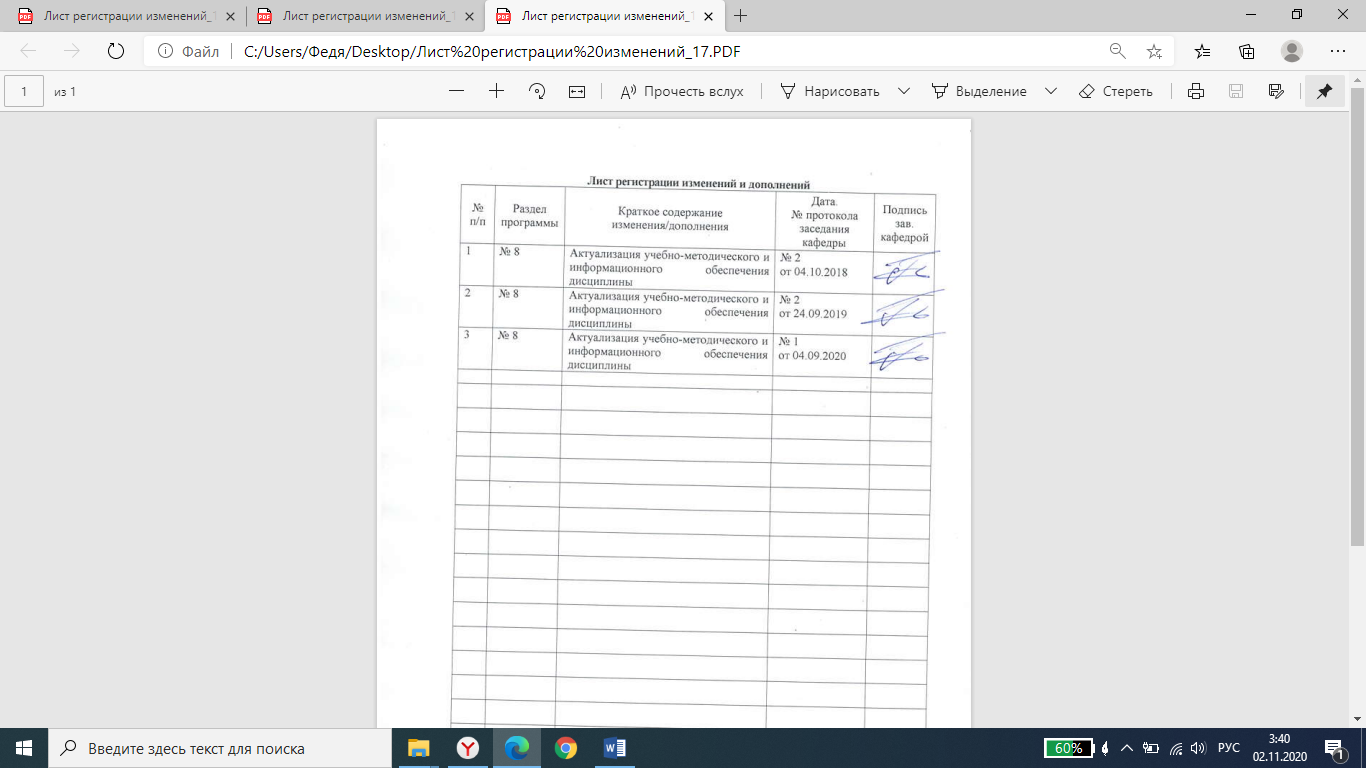 Лист регистрации изменений_1
Лист регистрации изменений_1
Лист регистрации изменений_1
Файл
C:/Users/Федя/Desktop/Лист%20регистрации%20изменений_17.PDF
1 из 1
Прочесть вслух
Нарисовать
Выделение
Стереть
Лист регистрации изменений и дополнений
№
п/п
Раздел
программы
Краткое содержание
изменения/дополнения
Дата.
№ протокола
заседания
кафедры
Подпись
зав.
кафедрой
1
№ 8
Актуализация учебно-методического и
информационного обеспечения
дисциплины
№ 2
от 04.10.2018
2
№ 8
Актуализация учебно-методического и
информационного обеспечения
дисциплины
№ 2
от 24.09.2019
3
№ 8
Актуализация учебно-методического и
информационного обеспечения
дисциплины
№ 1
от 04.09.2020
Введите здесь текст для поиска
60%
РУС
3:40
02.11.2020
1